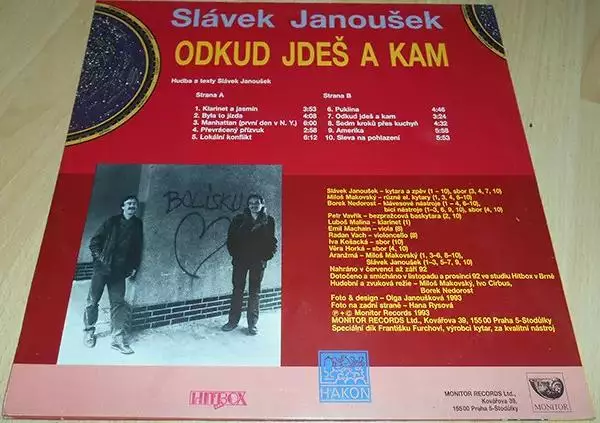 Slávek Janoušek
ODKUD JDEŠ A KAM
Hudba a texty Slávek Janoušek
Strana A
1. Klarinet a jasmín 3:53
2. Byla to jízda 4:08
3. Manhattan (první den v N. Y.) 6:00
4. Převrácený přízvuk 2:58
5. Lokální konflikt 6:12
Strana B
6. Puklina 4:46
7. Odkud jdeš a kam 3:24
8. Sedm kroků přes kuchyň 4:32
9. Amerika 5:58
10. Sleva na pohlazení 5:53
BOLÍSKU
Slávek Janoušek – kytara a zpěv (1 – 10), sbor (3, 4, 7, 10)
Miloš Makovský – různé el. kytary (1, 3, 4, 6–10)
Borek Nedorost – klávesové nástroje (1 – 4, 6–10),
bicí nástroje (1–3, 5, 9, 10), sbor (4, 10)
Petr Vavřík – bezpražcová baskytara (2, 10)
Luboš Malina – klarinet (1)
Emil Machain – viola (8)
Radan Vach – violoncello (8)
Iva Košacká – sbor (10)
Věra Horká – sbor (4, 10)
Aranžmá – Miloš Makovský (1, 3–6, 8–10),
Slávek Janoušek (1–3, 5–7, 9, 10)
Nahráno v červenci až září 92
Dotočeno a smícháno v listopadu a prosinci 92 ve studiu Hitbox v Brně
Hudební a zvuková režie – Miloš Makovský, Ivo Cirbus,
Borek Nedorost
Foto & design – Olga Janoušková 1993
Foto na zadní straně – Hana Rysová
℗ + © Monitor Records 1993
MONITOR RECORDS Ltd., Kovářova 39, 155 00 Praha 5-Stodůlky
Speciální dík Františku Furchovi, výrobci kytar, za kvalitní nástroj
HITBOX
HAKON
MONITOR RECORDS Ltd.,
Kovářova 39,
155 00 Praha 5-Stodůlky
MONITOR